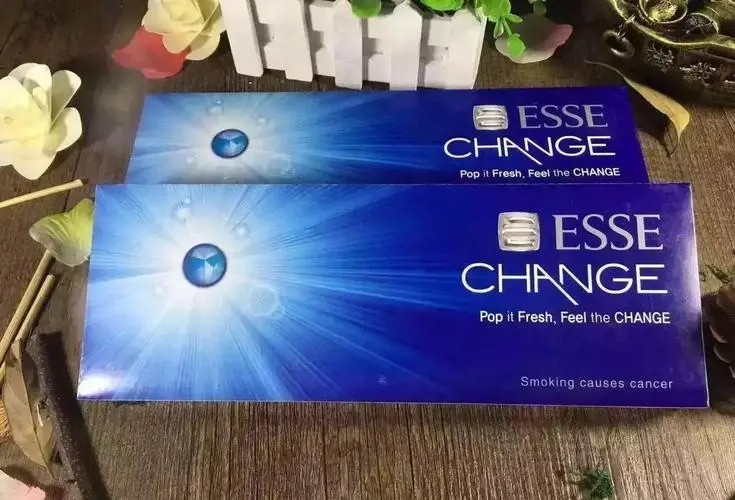 ESSE
CHANGE
Pop it Fresh, Feel the CHANGE
ESSE
CHANGE
Pop it Fresh, Feel the CHANGE
Smoking causes cancer